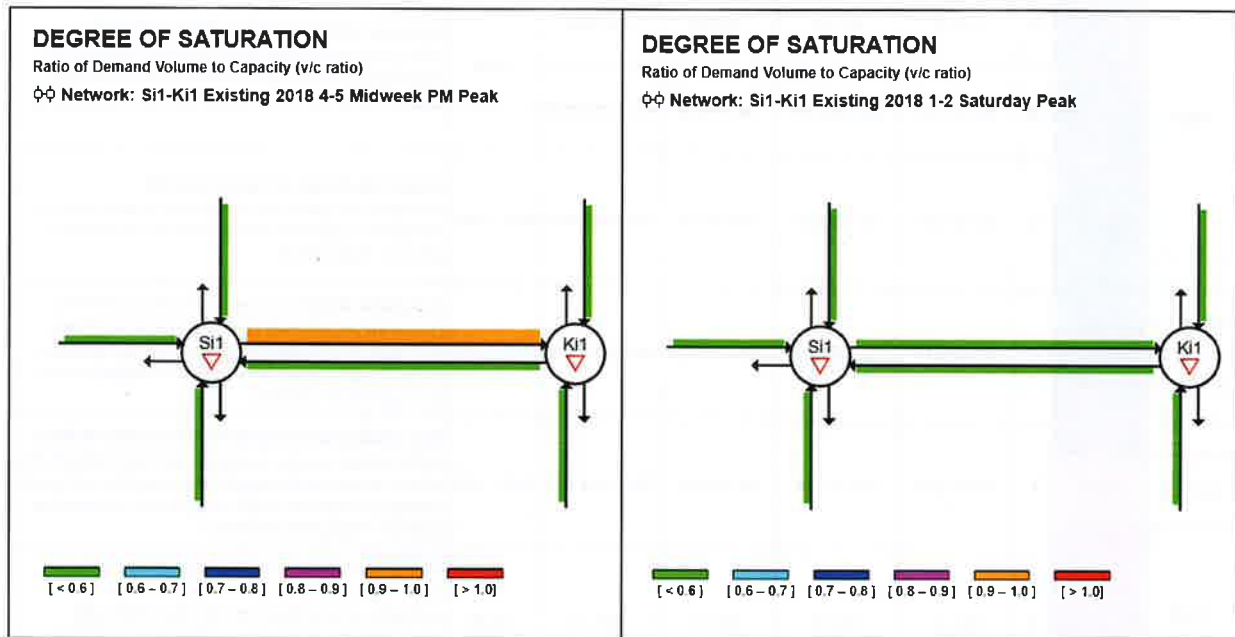 DEGREE OF SATURATION
Ratio of Demand Volume to Capacity (v/c ratio)
Network: Si1-Ki1 Existing 2018 4-5 Midweek PM Peak
Si1
Ki1
[ < 0.6 ] [ 0.6 – 0.7 ] [ 0.7 – 0.8 ] [ 0.8 – 0.9 ] [ 0.9 – 1.0 ] [ > 1.0 ]
DEGREE OF SATURATION
Ratio of Demand Volume to Capacity (v/c ratio)
Network: Si1-Ki1 Existing 2018 1-2 Saturday Peak
Si1
Ki1
[ < 0.6 ] [ 0.6 – 0.7 ] [ 0.7 – 0.8 ] [ 0.8 – 0.9 ] [ 0.9 – 1.0 ] [ > 1.0 ]